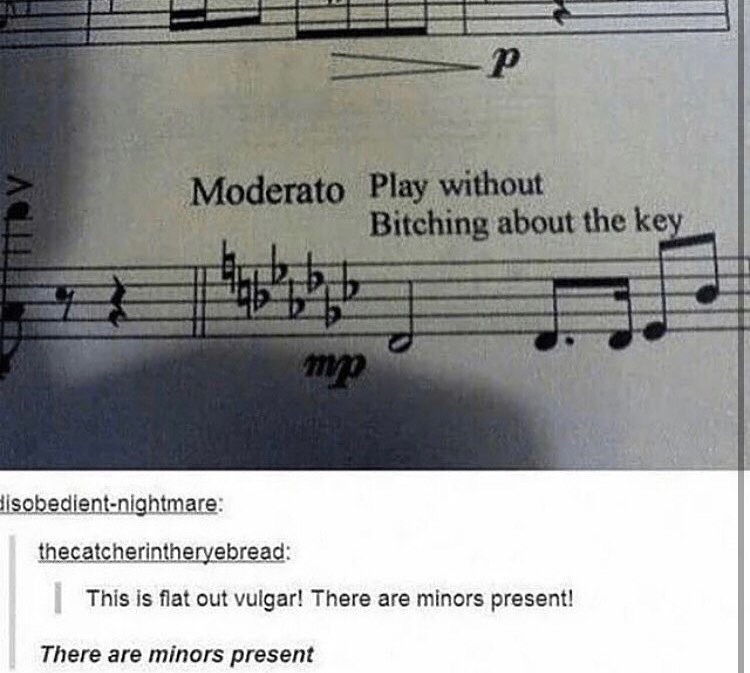 p
Moderato Play without
Bitching about the key
mp
disobedient-nightmare:
thecatcherintheryebread:
This is flat out vulgar! There are minors present!
There are minors present